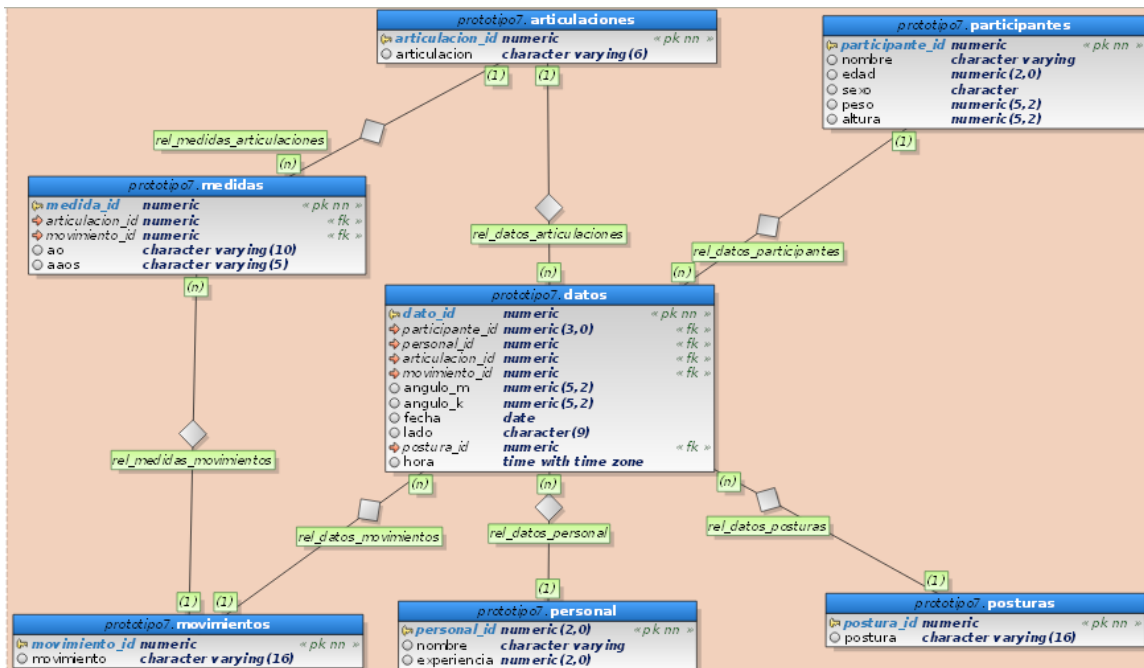 prototipo7.articulaciones
articulacion_id numeric « pk nn »
articulacion character varying(6)
(1)
(1)
prototipo7.participantes
participante_id numeric « pk nn »
nombre character varying
edad numeric(2,0)
sexo character
peso numeric(5,2)
altura numeric(5,2)
(1)
rel_medidas_articulaciones
(n)
prototipo7.medidas
medida_id numeric « pk nn »
articulacion_id numeric « fk »
movimiento_id numeric « fk »
ao character varying(10)
aaos character varying(5)
(n)
rel_datos_articulaciones
(n)
rel_datos_participantes
(n)
prototipo7.datos
dato_id numeric « pk nn »
participante_id numeric(3,0) « fk »
personal_id numeric « fk »
articulacion_id numeric « fk »
movimiento_id numeric « fk »
angulo_m numeric(5,2)
angulo_k numeric(5,2)
fecha date
lado character(9)
postura_id numeric « fk »
hora time with time zone
(n)
(n)
(n)
rel_medidas_movimientos
rel_datos_movimientos
rel_datos_personal
rel_datos_posturas
(1)
(1)
(1)
(1)
prototipo7.movimientos
movimiento_id numeric « pk nn »
movimiento character varying(16)
prototipo7.personal
personal_id numeric(2,0) « pk nn »
nombre character varying
experiencia numeric(2,0)
prototipo7.posturas
postura_id numeric « pk nn »
postura character varying(16)